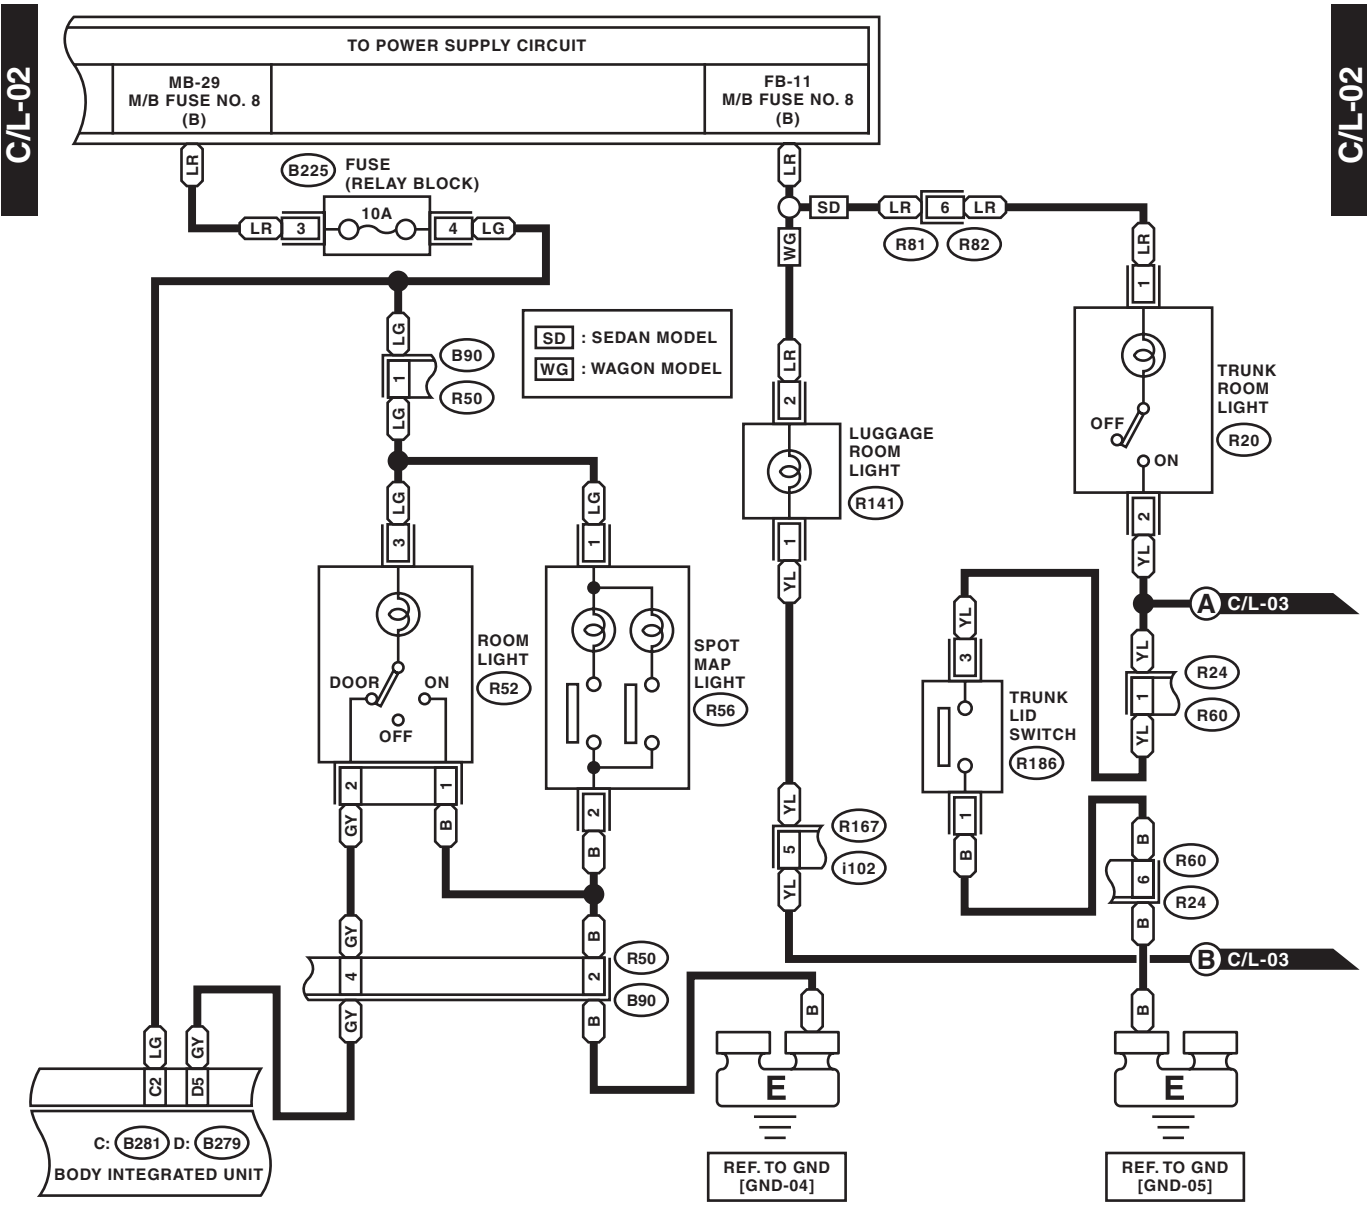 C/L-02
C/L-02
TO POWER SUPPLY CIRCUIT
MB-29
M/B FUSE NO. 8
(B)
FB-11
M/B FUSE NO. 8
(B)
LR
B225
FUSE
(RELAY BLOCK)
LR
3
10A
4
LG
LR
SD
LR
6
LR
R81
R82
WG
LR
1
LG
B90
1
R50
LG
SD : SEDAN MODEL
WG : WAGON MODEL
LR
2
LUGGAGE
ROOM
LIGHT
R141
1
YL
OFF
ON
TRUNK
ROOM
LIGHT
R20
2
YL
LG
3
LG
1
DOOR
ON
OFF
ROOM
LIGHT
R52
SPOT
MAP
LIGHT
R56
2
1
GY
B
2
B
A C/L-03
YL
3
TRUNK
LID
SWITCH
R186
1
B
YL
R24
1
R60
YL
YL
R167
5
i102
YL
B
R60
6
R24
B
GY
B
R50
4
2
B90
GY
B
B C/L-03
LG
GY
C2
D5
C: B281 D: B279
BODY INTEGRATED UNIT
B
E
REF. TO GND
[GND-04]
B
E
REF. TO GND
[GND-05]